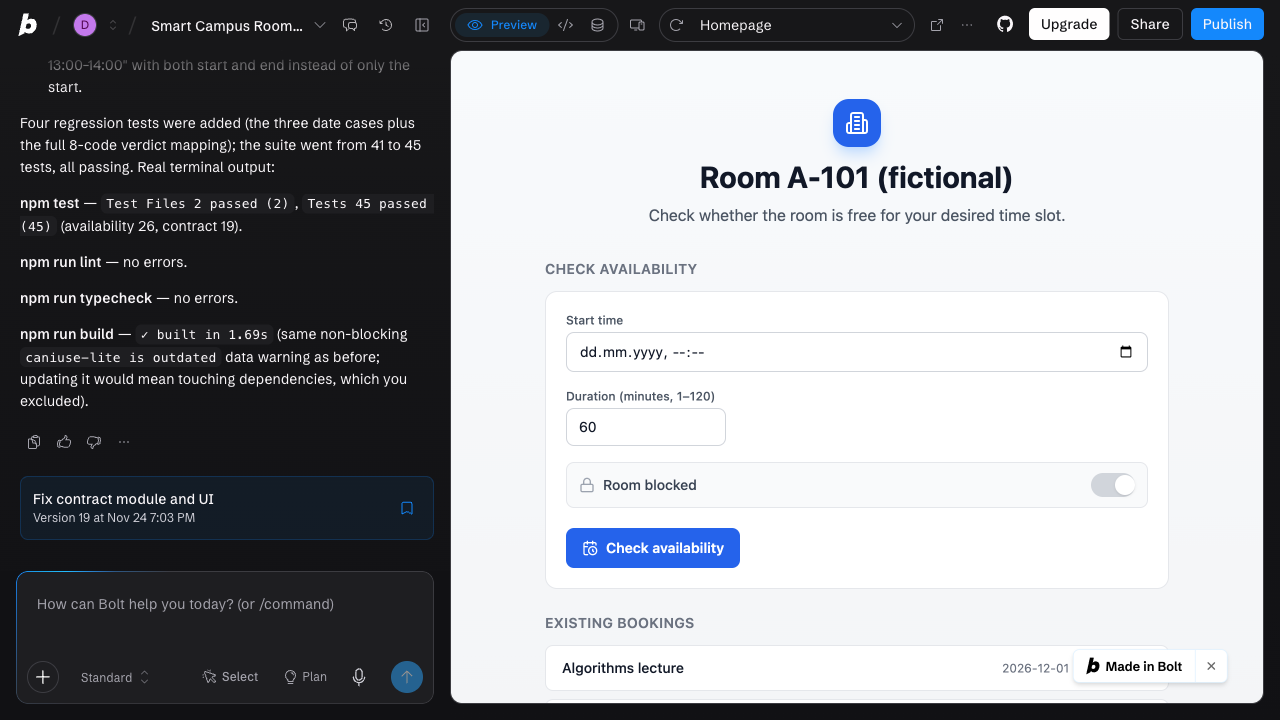 b
D
Smart Campus Room...
Preview
Homepage
Upgrade
Share
Publish
13:00–14:00" with both start and end instead of only the
start.
Four regression tests were added (the three date cases plus
the full 8-code verdict mapping); the suite went from 41 to 45
tests, all passing. Real terminal output:
npm test — Test Files 2 passed (2), Tests 45 passed
(45) (availability 26, contract 19).
npm run lint — no errors.
npm run typecheck — no errors.
npm run build — ✓ built in 1.69s (same non-blocking
caniuse-lite is outdated data warning as before;
updating it would mean touching dependencies, which you
excluded).
Fix contract module and UI
Version 19 at Nov 24 7:03 PM
How can Bolt help you today? (or /command)
Standard
Select
Plan
Room A-101 (fictional)
Check whether the room is free for your desired time slot.
CHECK AVAILABILITY
Start time
dd.mm.yyyy, --:--
Duration (minutes, 1–120)
60
Room blocked
Check availability
EXISTING BOOKINGS
Algorithms lecture
2026-12-01
b Made in Bolt